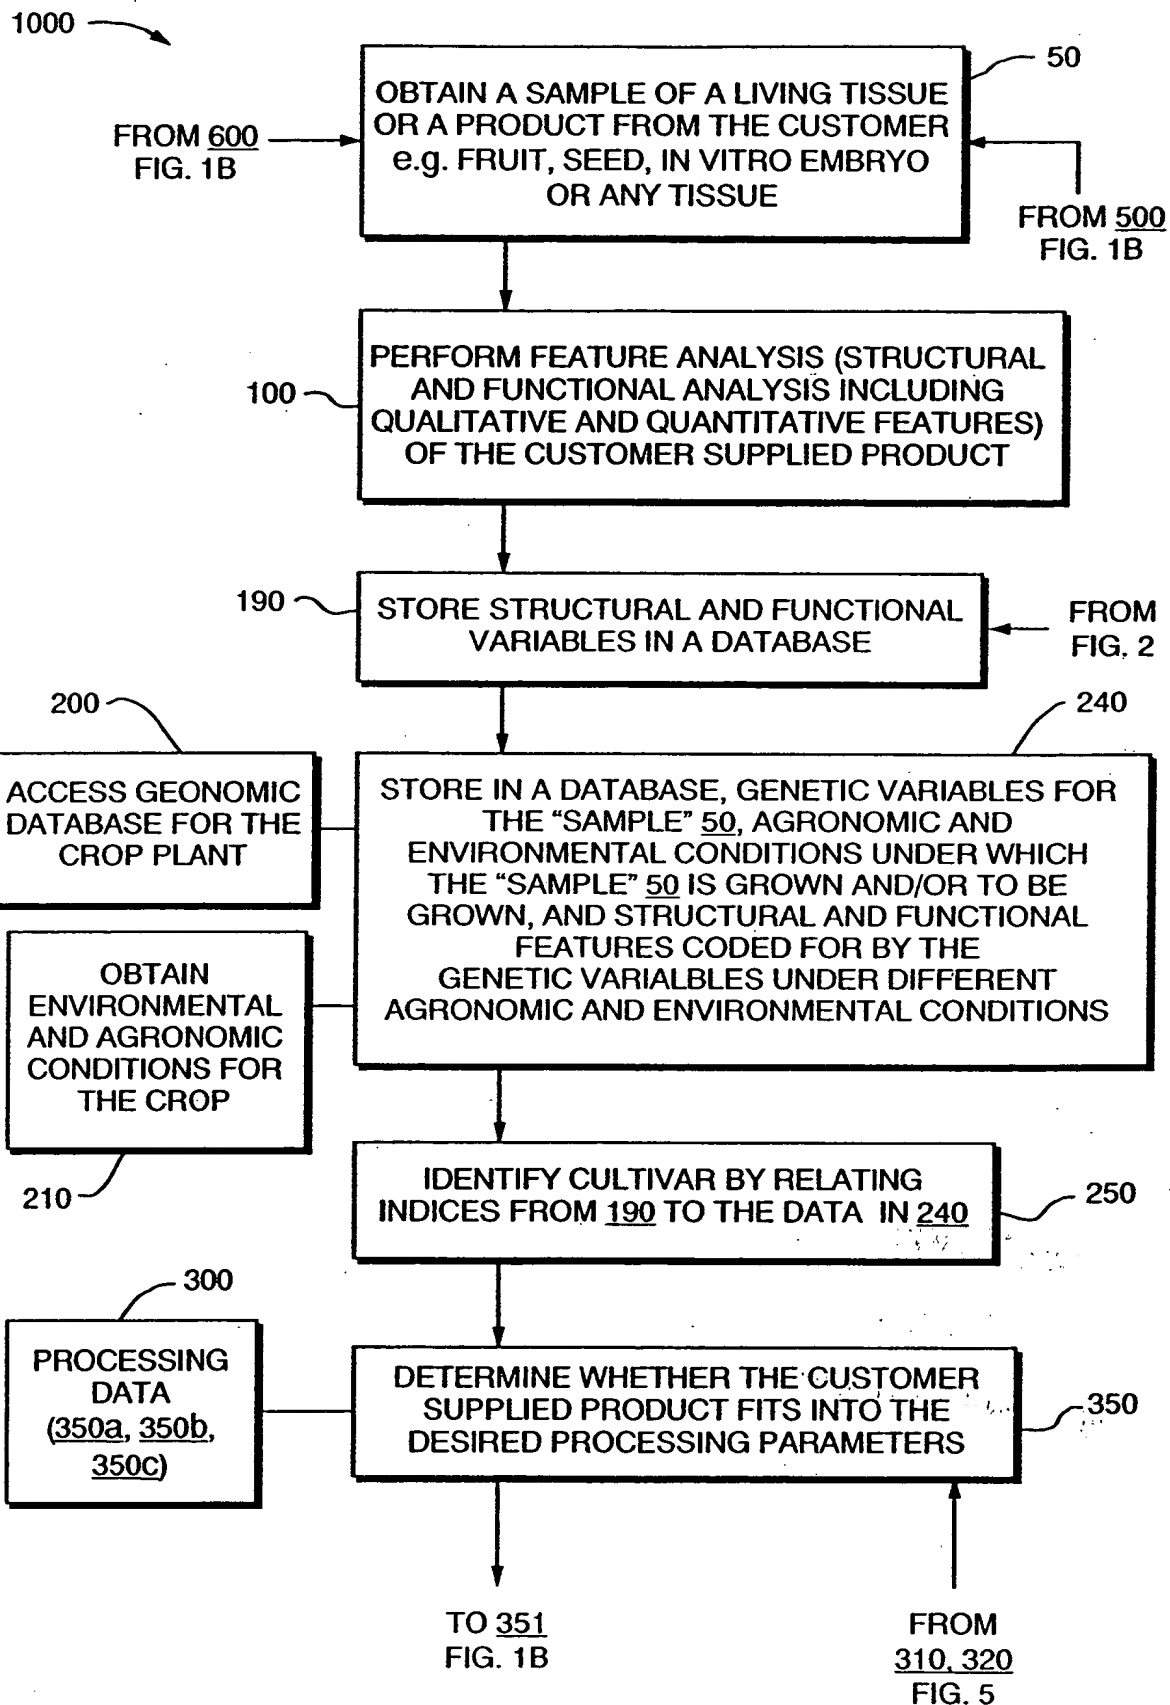 1000
50
OBTAIN A SAMPLE OF A LIVING TISSUE
OR A PRODUCT FROM THE CUSTOMER
e.g. FRUIT, SEED, IN VITRO EMBRYO
OR ANY TISSUE
FROM 600
FIG. 1B
FROM 500
FIG. 1B
100
PERFORM FEATURE ANALYSIS (STRUCTURAL
AND FUNCTIONAL ANALYSIS INCLUDING
QUALITATIVE AND QUANTITATIVE FEATURES)
OF THE CUSTOMER SUPPLIED PRODUCT
190
STORE STRUCTURAL AND FUNCTIONAL
VARIABLES IN A DATABASE
FROM
FIG. 2
200
ACCESS GEONOMIC
DATABASE FOR THE
CROP PLANT
240
STORE IN A DATABASE, GENETIC VARIABLES FOR
THE “SAMPLE” 50, AGRONOMIC AND
ENVIRONMENTAL CONDITIONS UNDER WHICH
THE “SAMPLE” 50 IS GROWN AND/OR TO BE
GROWN, AND STRUCTURAL AND FUNCTIONAL
FEATURES CODED FOR BY THE
GENETIC VARIALBLES UNDER DIFFERENT
AGRONOMIC AND ENVIRONMENTAL CONDITIONS
OBTAIN
ENVIRONMENTAL
AND AGRONOMIC
CONDITIONS FOR
THE CROP
210
IDENTIFY CULTIVAR BY RELATING
INDICES FROM 190 TO THE DATA IN 240
250
300
PROCESSING
DATA
(350a, 350b,
350c)
DETERMINE WHETHER THE CUSTOMER
SUPPLIED PRODUCT FITS INTO THE
DESIRED PROCESSING PARAMETERS
350
TO 351
FIG. 1B
FROM
310, 320
FIG. 5